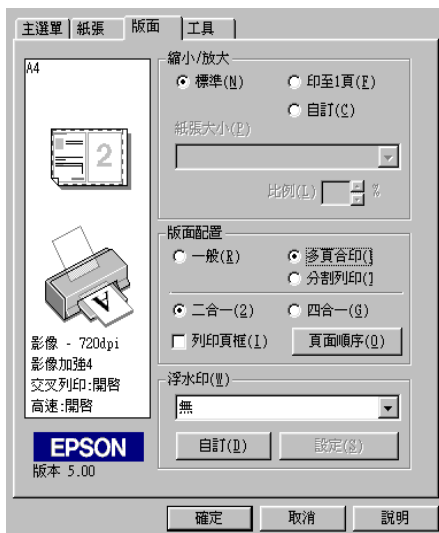 主選單 紙張 版面 工具
A4
2
影像 - 720dpi
影像加強4
交叉列印:開啓
高速:開啓
EPSON
版本 5.00
縮小/放大
標準(N) 印至1頁(F)
自訂(C)
紙張大小(P)
比例(L) %
版面配置
一般(R) 多頁合印(]
分割列印(]
二合一(2) 四合一(G)
列印頁框(I) 頁面順序(O)
浮水印(W)
無
自訂(D) 設定(S)
確定 取消 說明